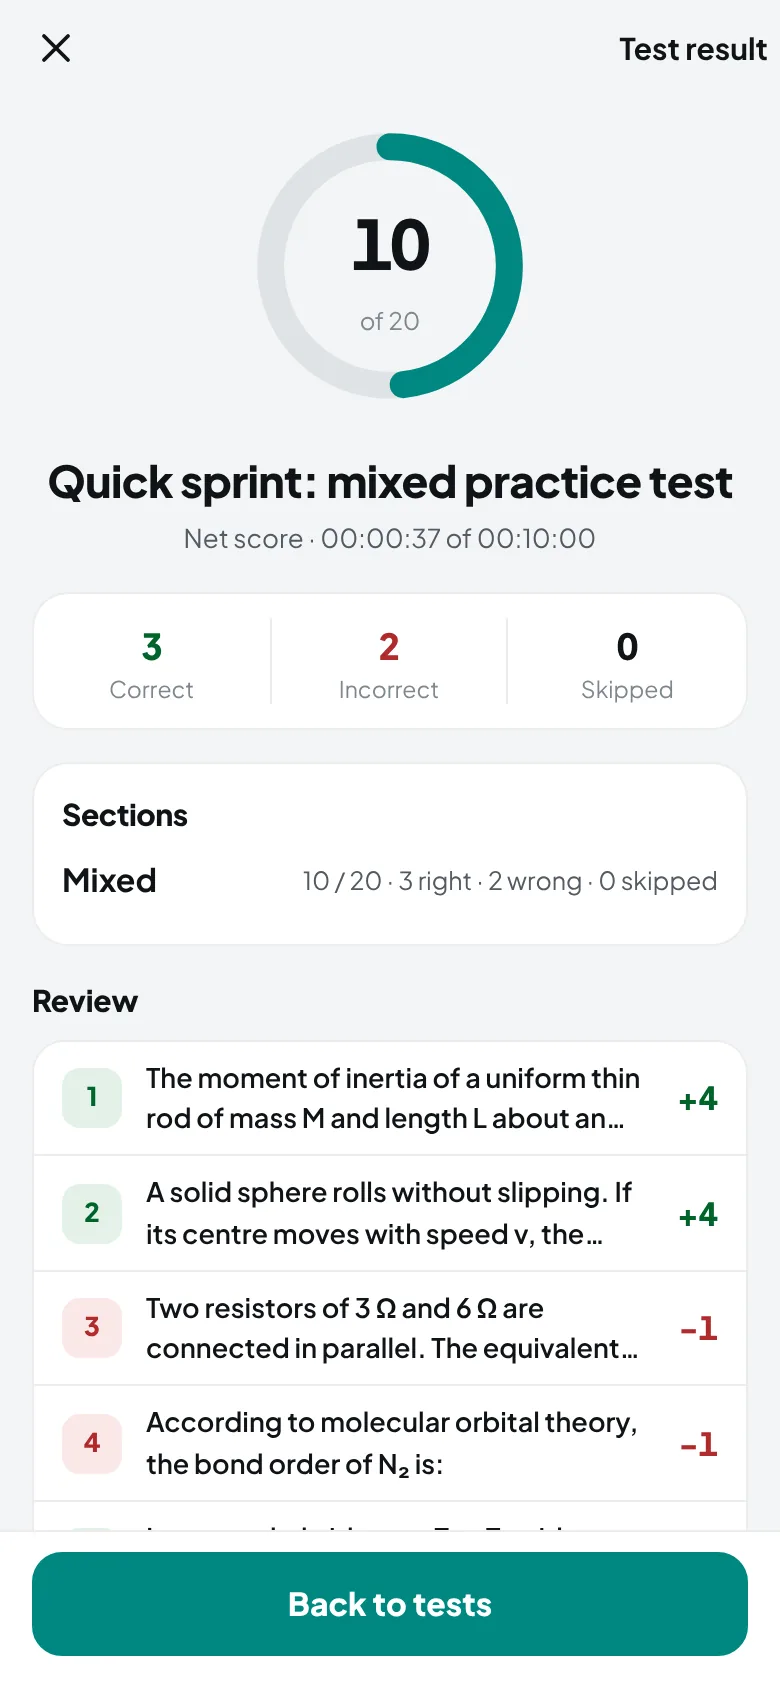 Test result
10
of 20
Quick sprint: mixed practice test
Net score · 00:00:37 of 00:10:00
3
Correct
2
Incorrect
0
Skipped
Sections
Mixed
10 / 20 · 3 right · 2 wrong · 0 skipped
Review
1
The moment of inertia of a uniform thin
rod of mass M and length L about an...
+4
2
A solid sphere rolls without slipping. If
its centre moves with speed v, the...
+4
3
Two resistors of 3 Ω and 6 Ω are
connected in parallel. The equivalent...
−1
4
According to molecular orbital theory,
the bond order of N₂ is:
−1
Back to tests